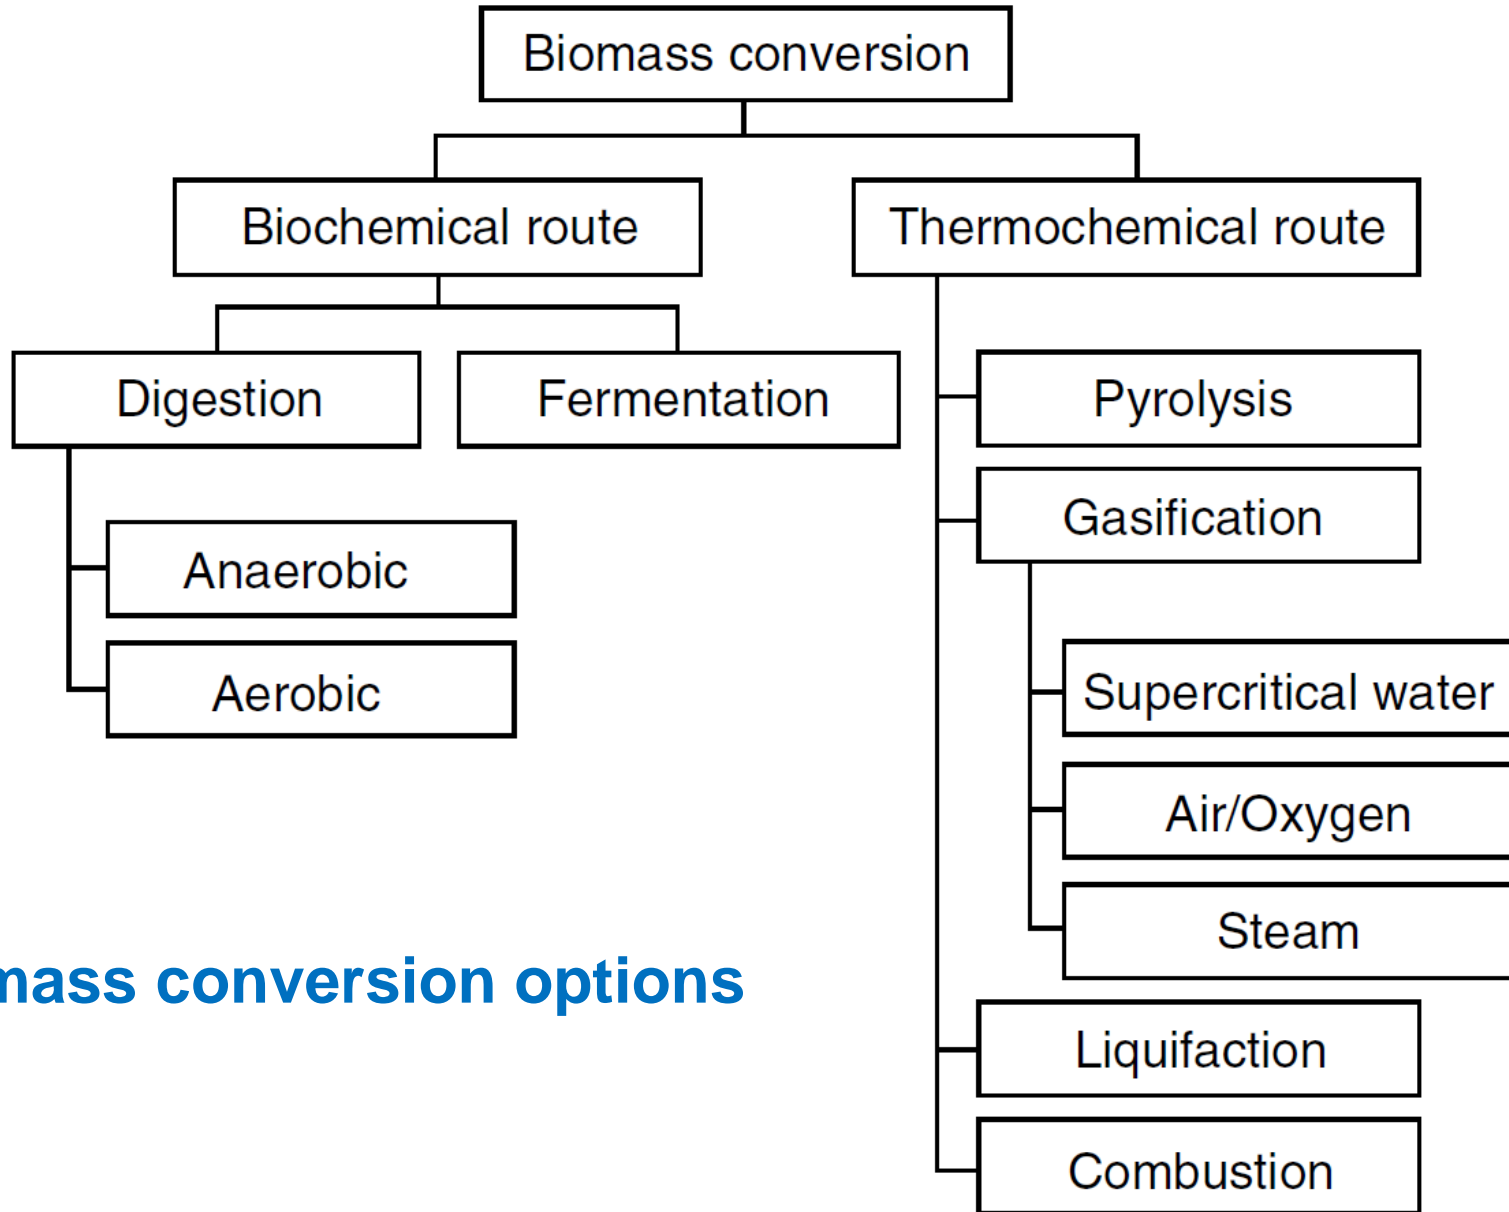 Biomass conversion
Biochemical route
Thermochemical route
Digestion
Fermentation
Pyrolysis
Gasification
Anaerobic
Aerobic
Supercritical water
Air/Oxygen
Steam
mass conversion options
Liquifaction
Combustion